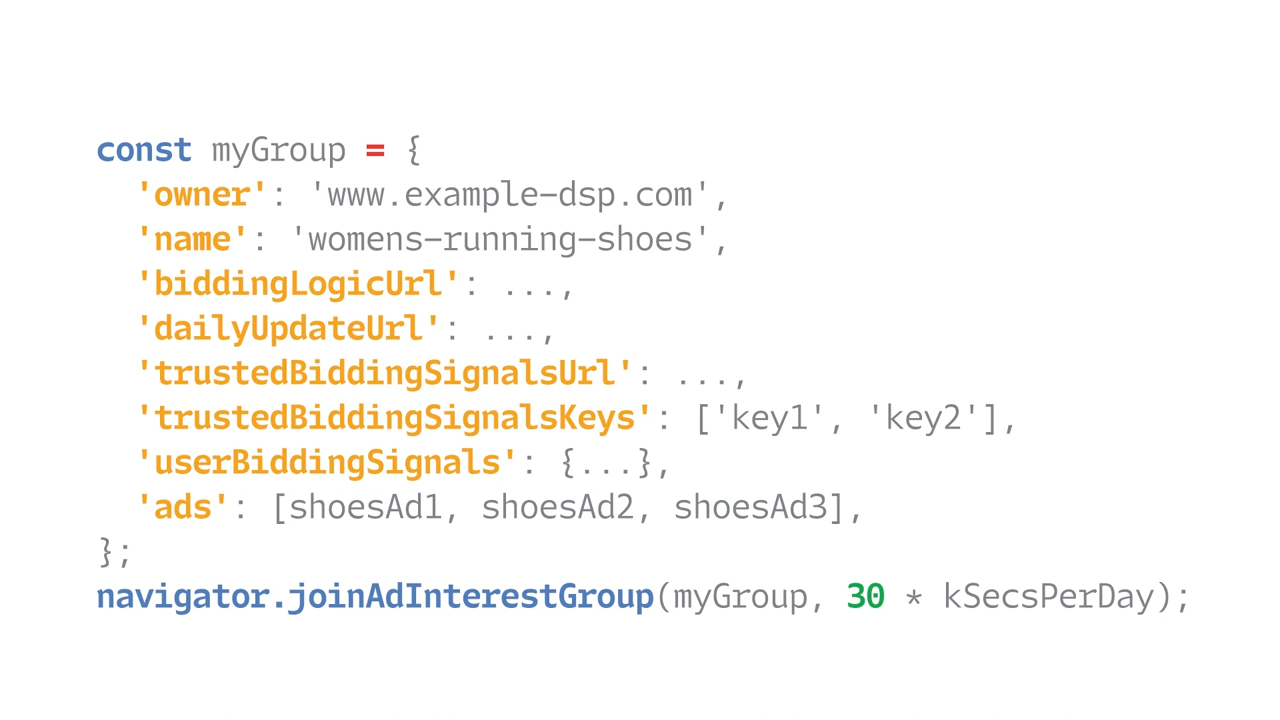 const myGroup = {
  'owner': 'www.example-dsp.com',
  'name': 'womens-running-shoes',
  'biddingLogicUrl': ...,
  'dailyUpdateUrl': ...,
  'trustedBiddingSignalsUrl': ...,
  'trustedBiddingSignalsKeys': ['key1', 'key2'],
  'userBiddingSignals': {...},
  'ads': [shoesAd1, shoesAd2, shoesAd3],
};
navigator.joinAdInterestGroup(myGroup, 30 * kSecsPerDay);